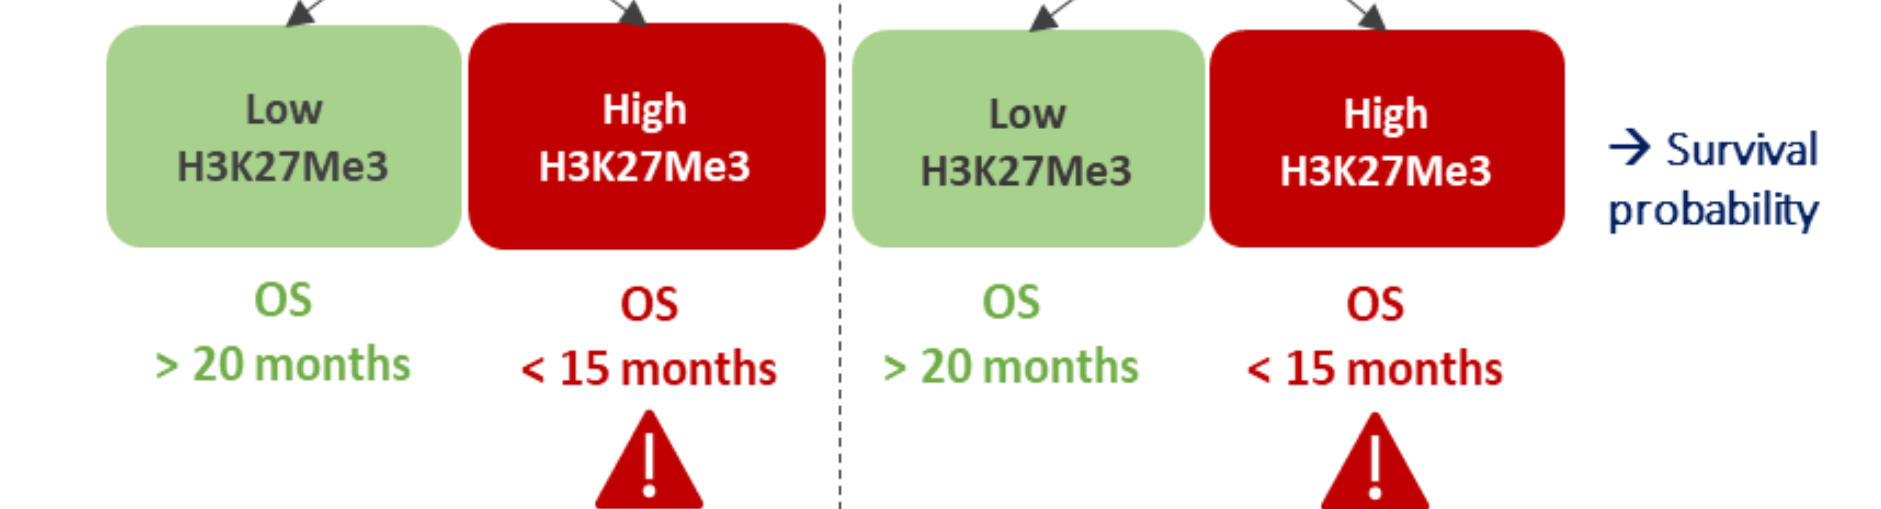 Low
H3K27Me3
High
H3K27Me3
Low
H3K27Me3
High
H3K27Me3
→ Survival
probability
OS
> 20 months
OS
< 15 months
OS
> 20 months
OS
< 15 months
!
!